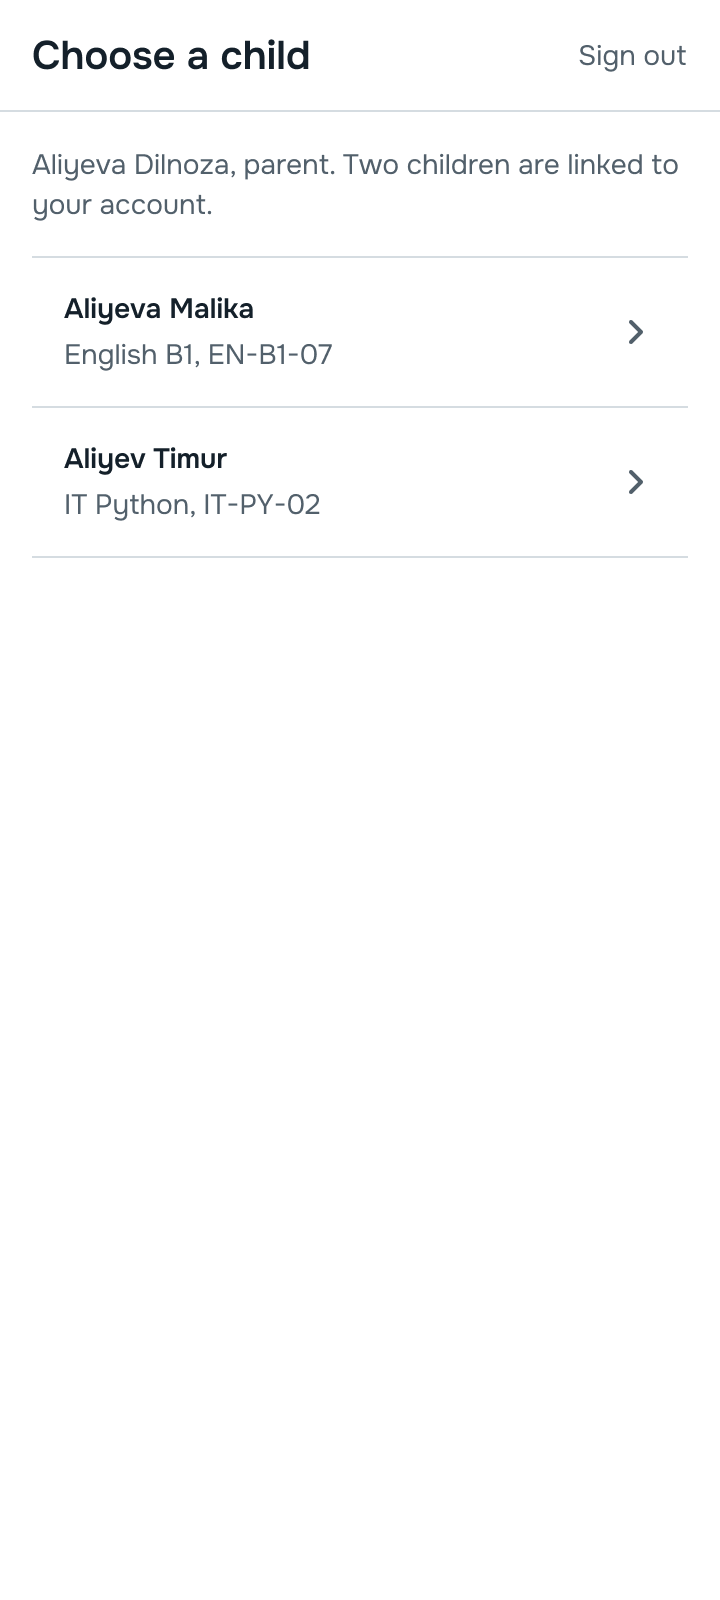 Choose a child
Sign out
Aliyeva Dilnoza, parent. Two children are linked to
your account.
Aliyeva Malika
English B1, EN-B1-07
Aliyev Timur
IT Python, IT-PY-02